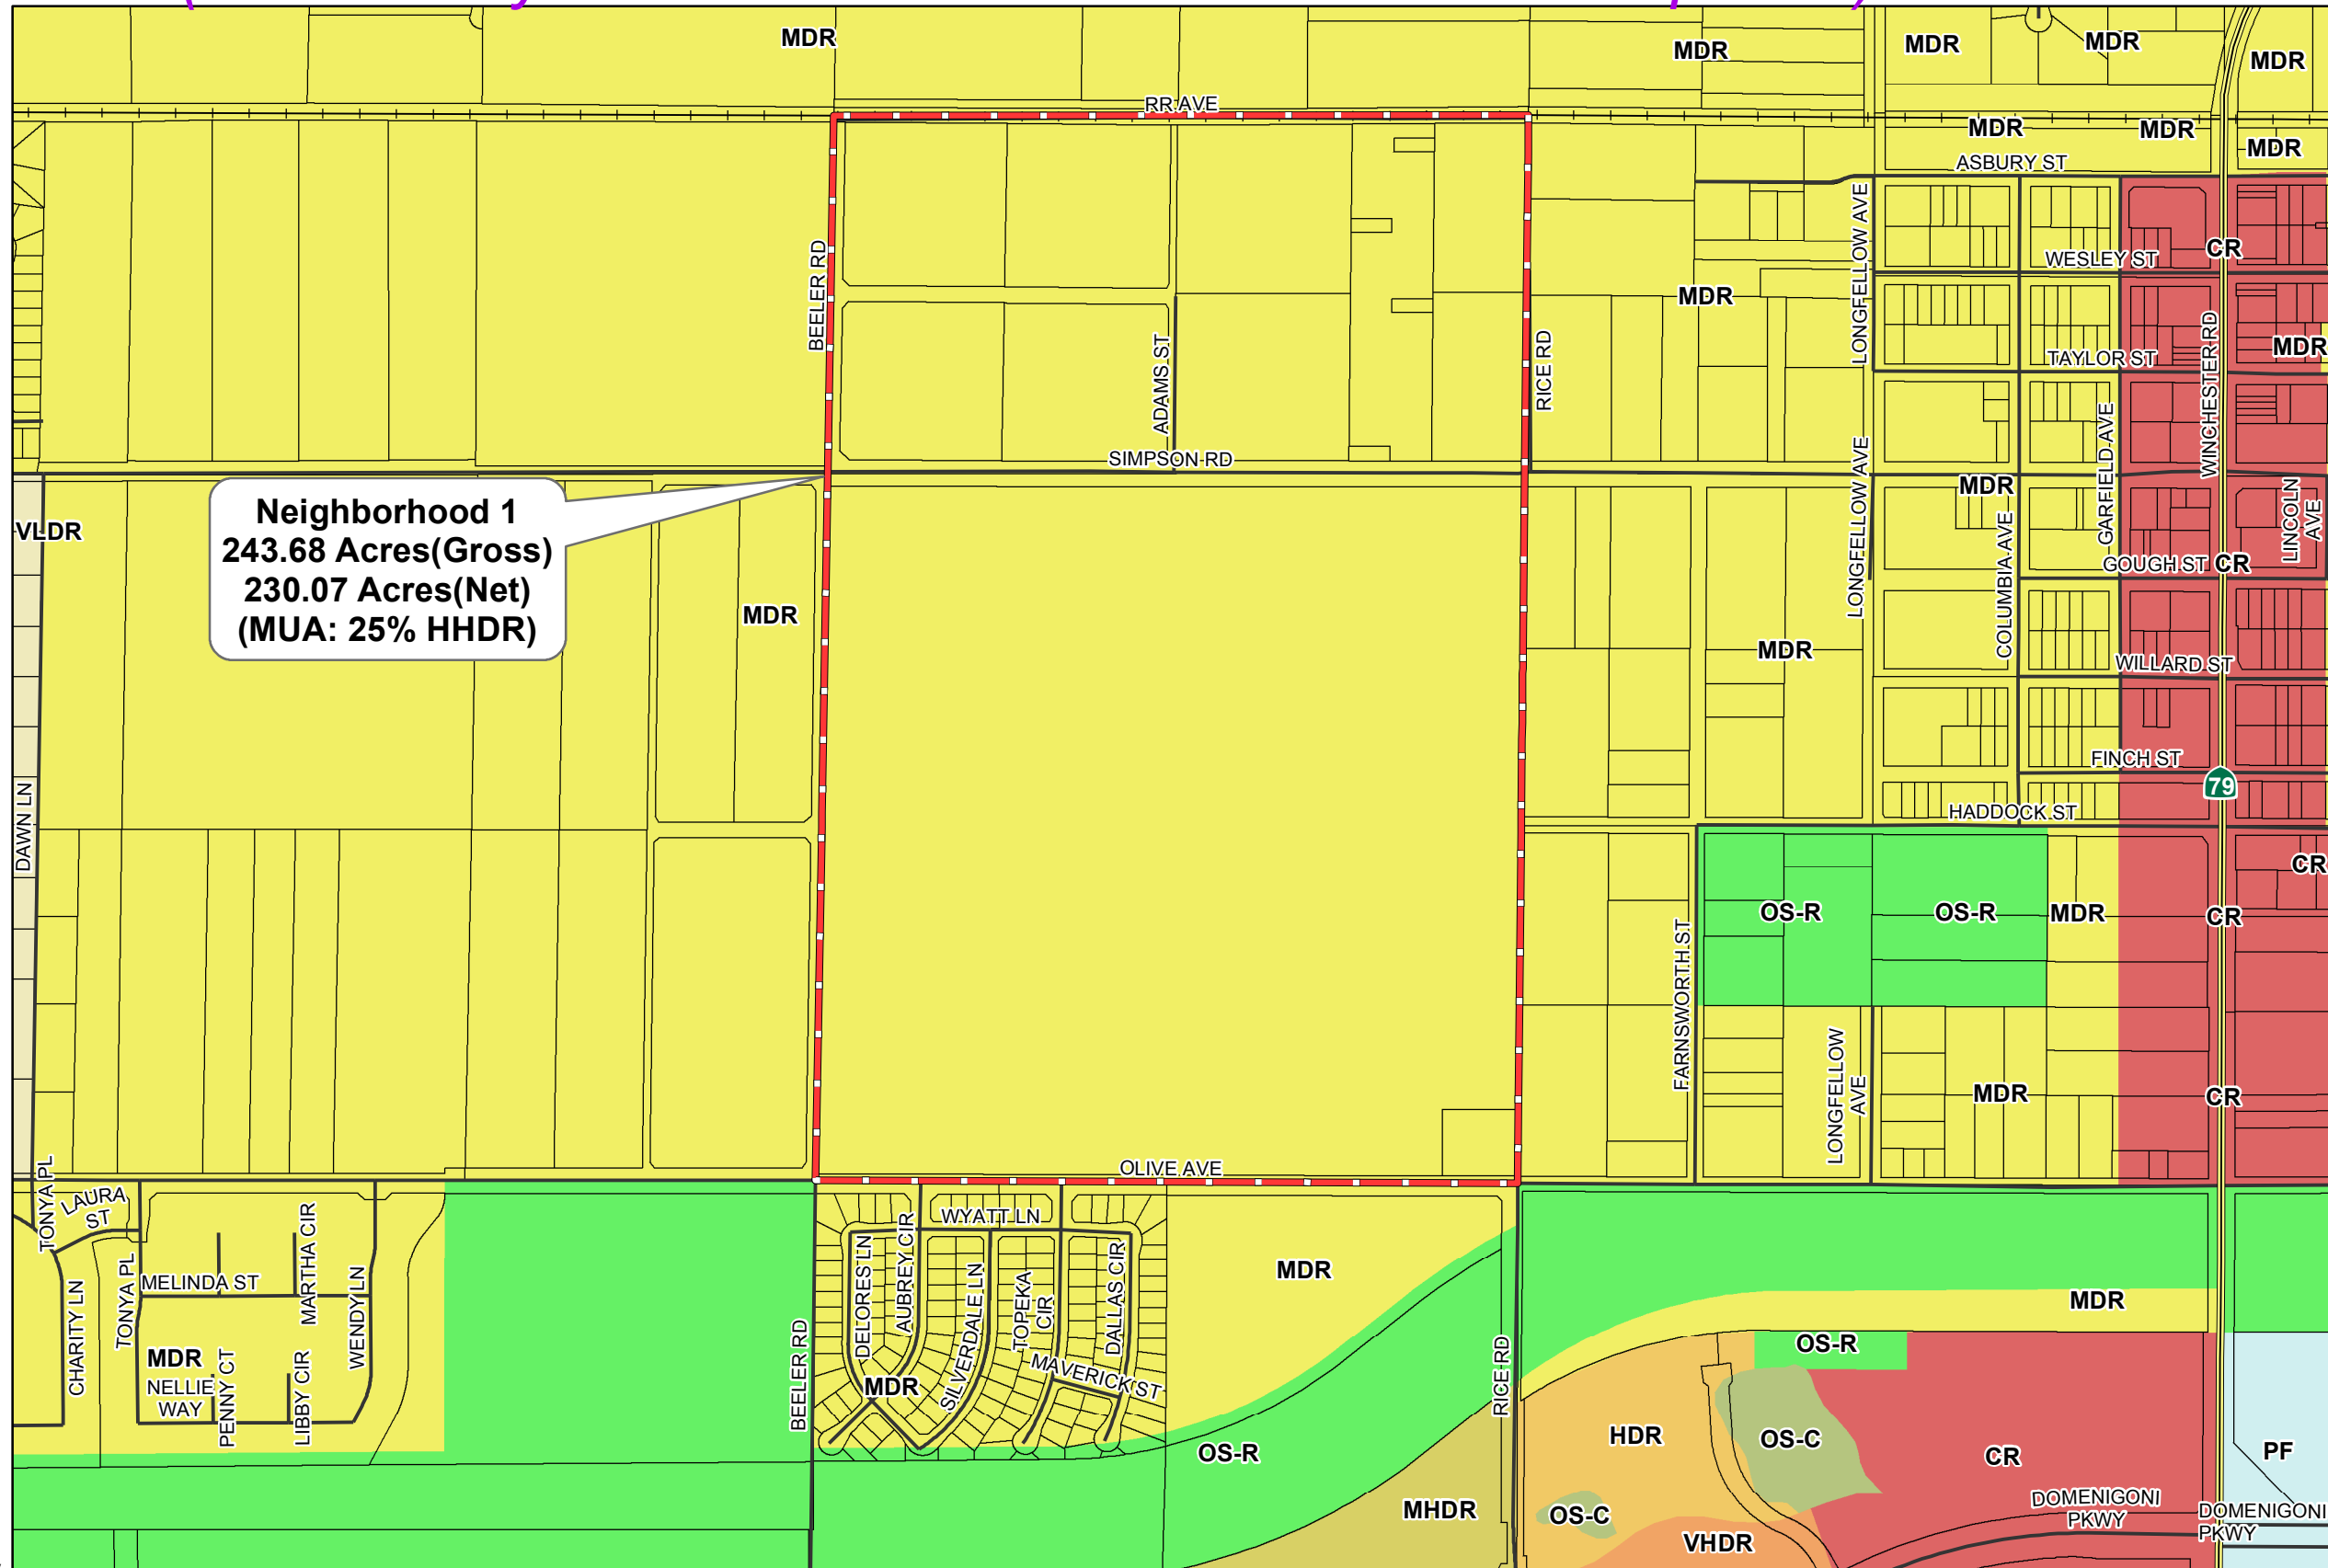 MDR
MDR
MDR
MDR
MDR
RR AVE
MDR
MDR
MDR
ASBURY ST
BEELER RD
ADAMS ST
RICE RD
MDR
LONGFELLOW AVE
WESLEY ST
CR
TAYLOR ST
WINCHESTER RD
MDR
SIMPSON RD
LONGFELLOW AVE
GARFIELD AVE
MDR
COLUMBIA AVE
LINCOLN
AVE
GOUGH ST
CR
VLDR
Neighborhood 1
243.68 Acres(Gross)
230.07 Acres(Net)
(MUA: 25% HHDR)
MDR
MDR
WILLARD ST
FINCH ST
79
HADDOCK ST
DAWN LN
CR
FARNSWORTH ST
OS-R
OS-R
MDR
CR
LONGFELLOW
AVE
MDR
CR
OLIVE AVE
TONYA PL
LAURA
ST
CHARITY LN
TONYA PL
MELINDA ST
MARTHA CIR
WENDY LN
MDR
NELLIE
WAY
PENNY CT
LIBBY CIR
BEELER RD
DELORES LN
AUBREY CIR
WYATT LN
SILVERDALE LN
TOPEKA
CIR
DALLAS CIR
MAVERICK ST
MDR
MDR
RICE RD
OS-R
MHDR
MDR
OS-R
HDR
OS-C
CR
PF
OS-C
VHDR
DOMENIGONI
PKWY
DOMENIGONI
PKWY